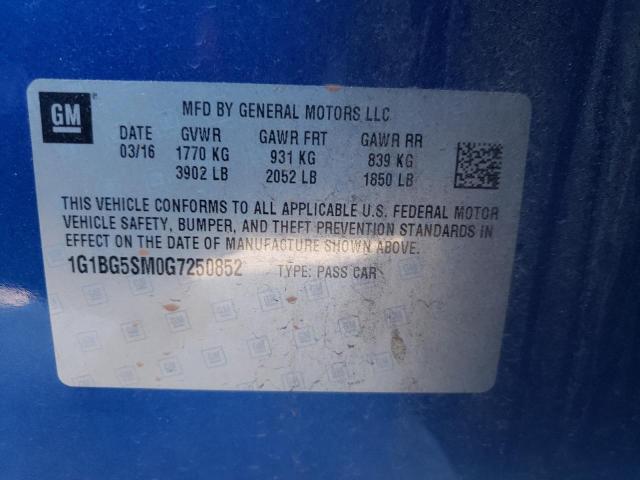 GM
MFD BY GENERAL MOTORS LLC
DATE GVWR GAWR FRT GAWR RR
03/16 1770 KG 931 KG 839 KG
3902 LB 2052 LB 1850 LB
THIS VEHICLE CONFORMS TO ALL APPLICABLE U.S. FEDERAL MOTOR
VEHICLE SAFETY, BUMPER, AND THEFT PREVENTION STANDARDS IN
EFFECT ON THE DATE OF MANUFACTURE SHOWN ABOVE.
1G1BG5SM0G7250852 TYPE: PASS CAR